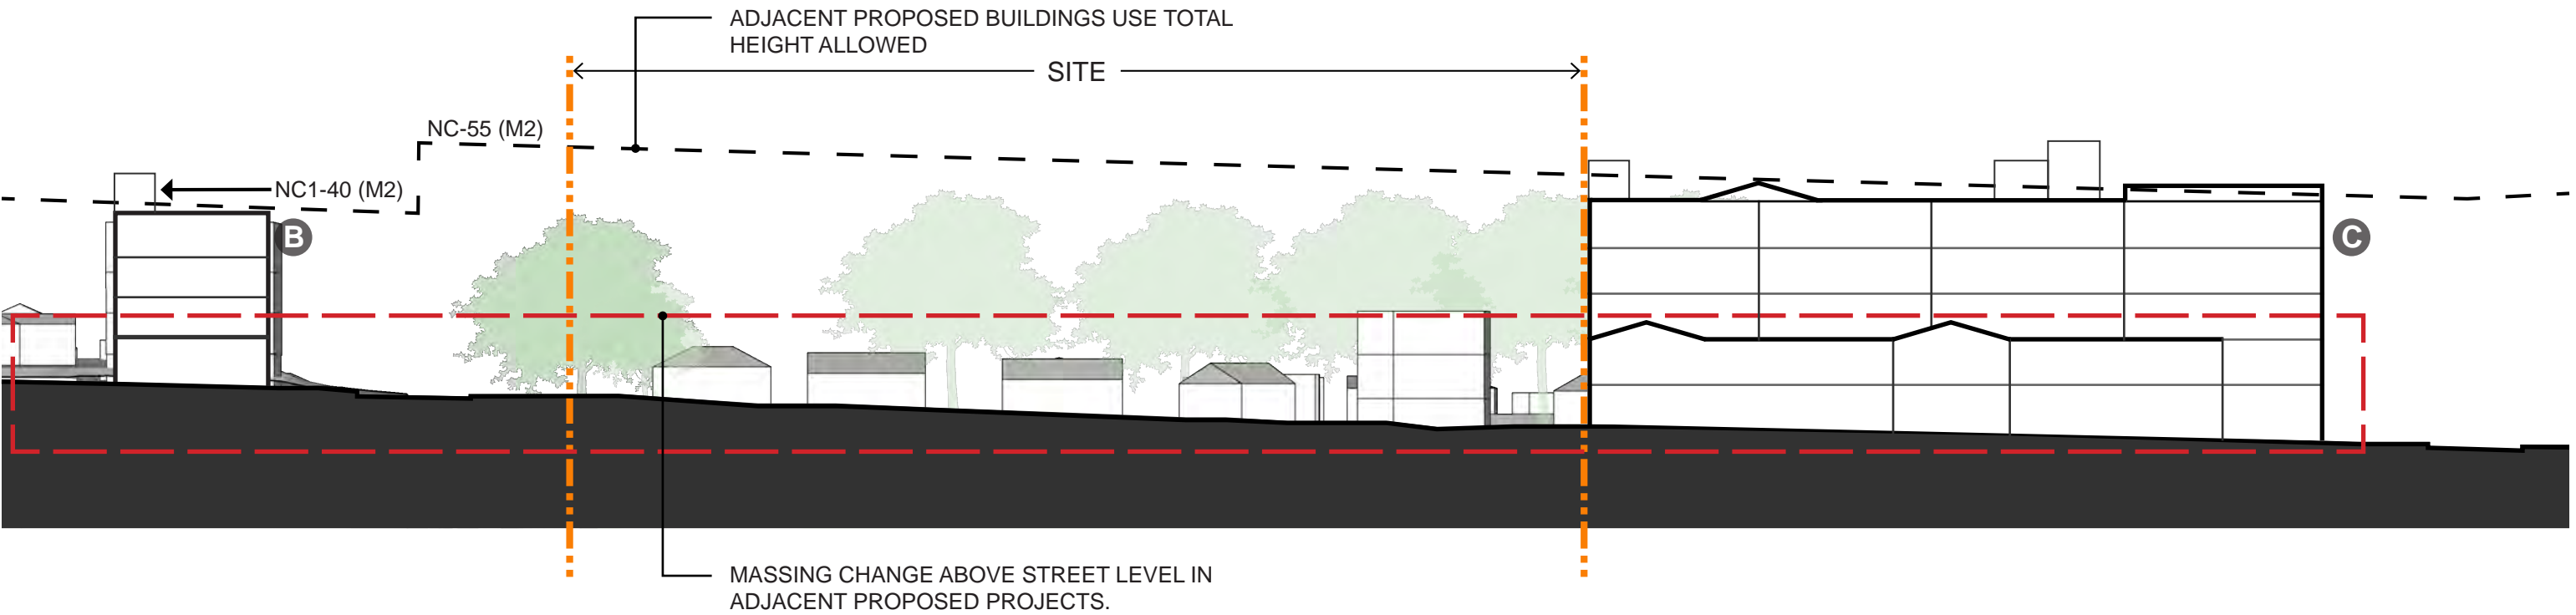 ADJACENT PROPOSED BUILDINGS USE TOTAL
HEIGHT ALLOWED
SITE
NC-55 (M2)
NC1-40 (M2)
B
C
MASSING CHANGE ABOVE STREET LEVEL IN
ADJACENT PROPOSED PROJECTS.